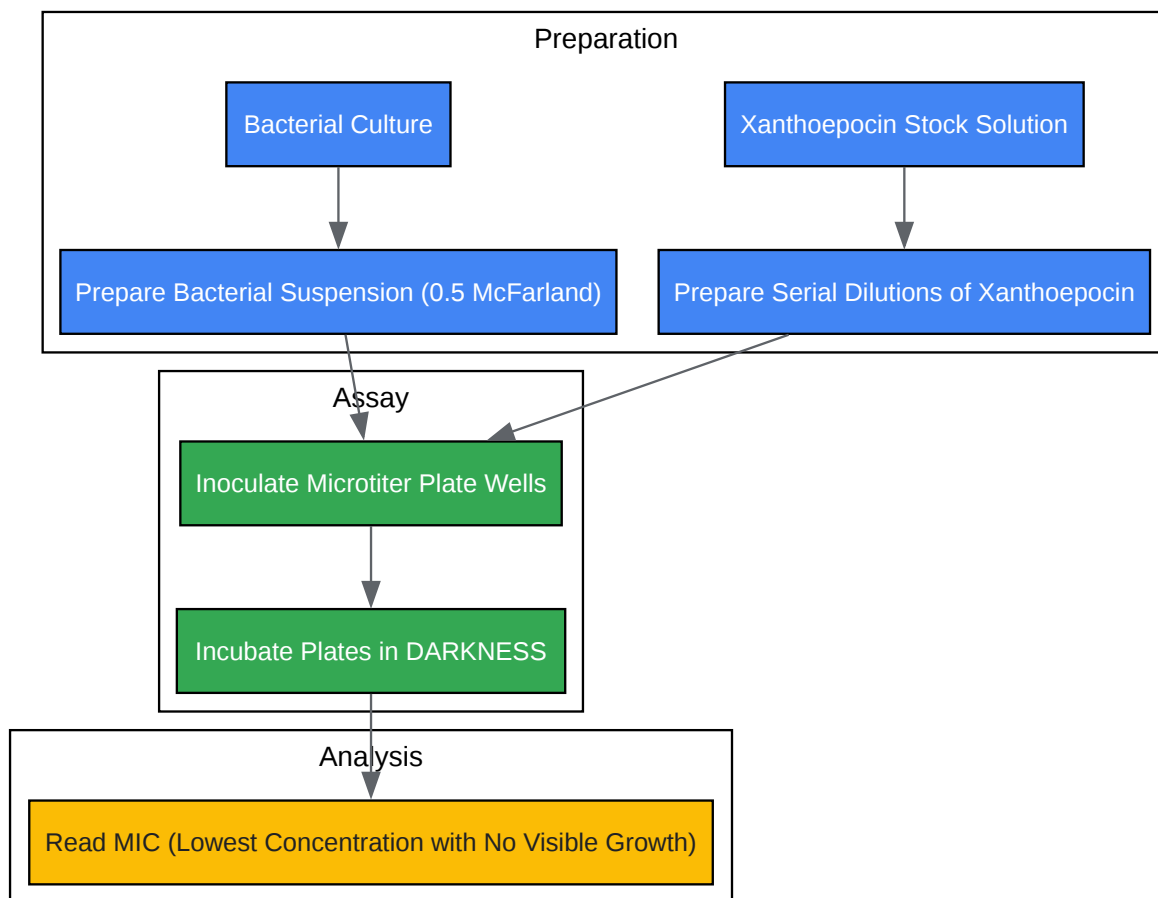 Preparation
Bacterial Culture
Xanthoepocin Stock Solution
Prepare Bacterial Suspension (0.5 McFarland)
Prepare Serial Dilutions of Xanthoepocin
Assay
Inoculate Microtiter Plate Wells
Incubate Plates in DARKNESS
Analysis
Read MIC (Lowest Concentration with No Visible Growth)